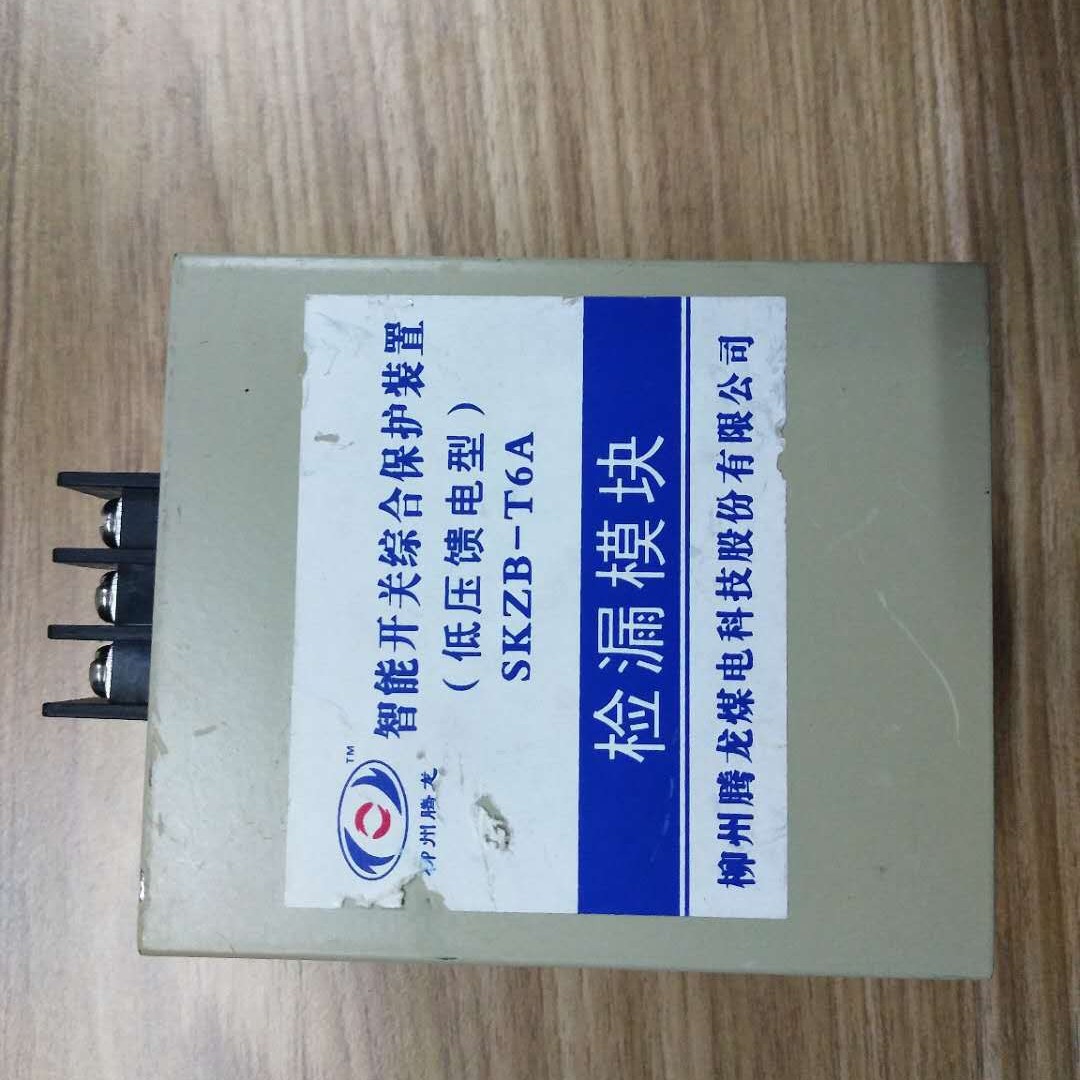 智能开关综合保护装置
（低压馈电型）
SKZB-T6A
TM
柳州腾龙
检漏模块
柳州腾龙煤电科技股份有限公司